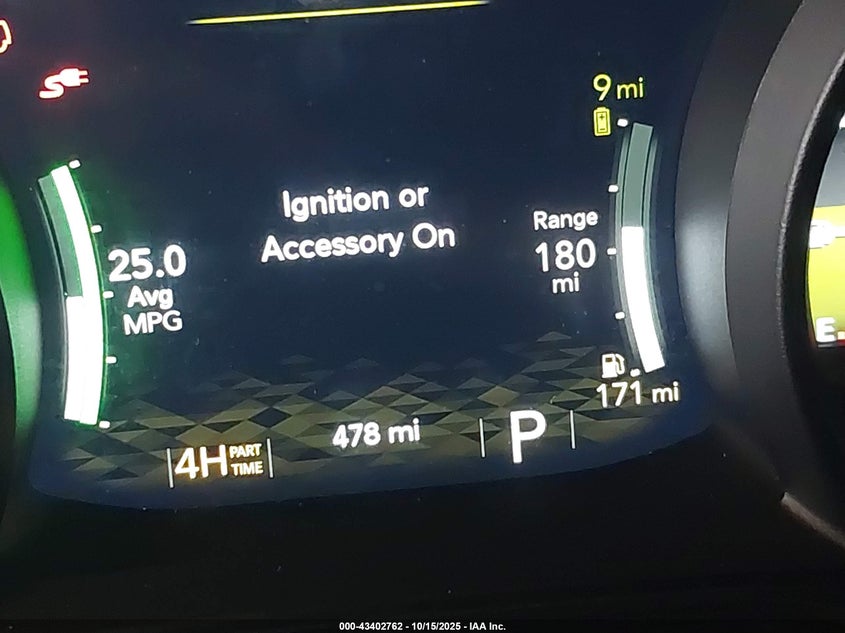 9 mi
Ignition or
Accessory On
25.0
Avg
MPG
Range
180
mi
171 mi
4H PART TIME
478 mi
P
E
000-43402762 - 10/15/2025 - IAA Inc.